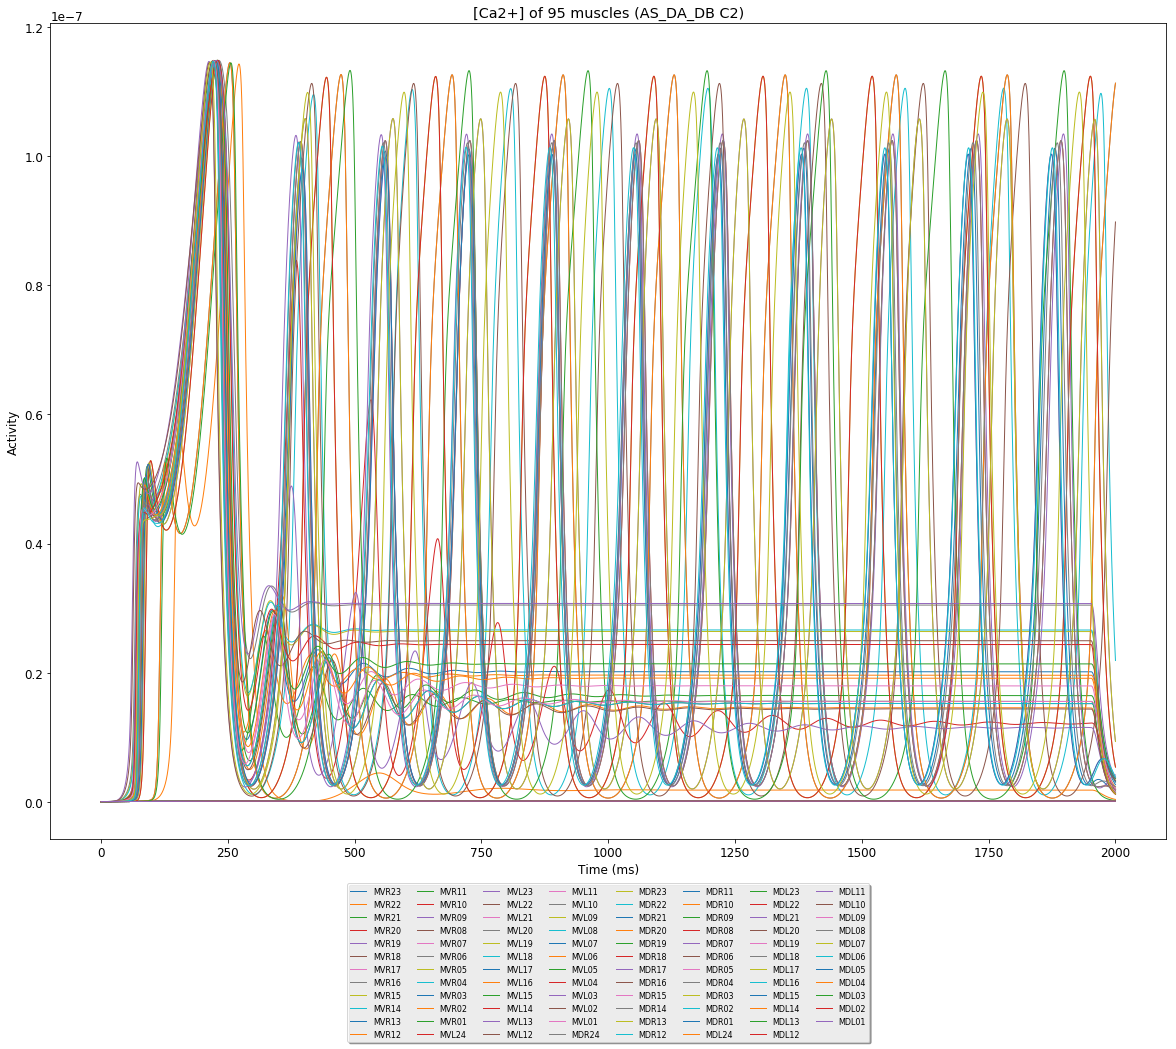 [Ca2+] of 95 muscles (AS_DA_DB C2)
1e−7
1.2
1.0
0.8
0.6
0.4
0.2
0.0
Activity
0 250 500 750 1000 1250 1500 1750 2000
Time (ms)
MVR23 MVR11 MVL23 MVL11 MDR23 MDR11 MDL23 MDL11
MVR22 MVR10 MVL22 MVL10 MDR22 MDR10 MDL22 MDL10
MVR21 MVR09 MVL21 MVL09 MDR21 MDR09 MDL21 MDL09
MVR20 MVR08 MVL20 MVL08 MDR20 MDR08 MDL20 MDL08
MVR19 MVR07 MVL19 MVL07 MDR19 MDR07 MDL19 MDL07
MVR18 MVR06 MVL18 MVL06 MDR18 MDR06 MDL18 MDL06
MVR17 MVR05 MVL17 MVL05 MDR17 MDR05 MDL17 MDL05
MVR16 MVR04 MVL16 MVL04 MDR16 MDR04 MDL16 MDL04
MVR15 MVR03 MVL15 MVL03 MDR15 MDR03 MDL15 MDL03
MVR14 MVR02 MVL14 MVL02 MDR14 MDR02 MDL14 MDL02
MVR13 MVR01 MVL13 MVL01 MDR13 MDR01 MDL13 MDL01
MVR12 MVL24 MVL12 MDR24 MDR12 MDL24 MDL12